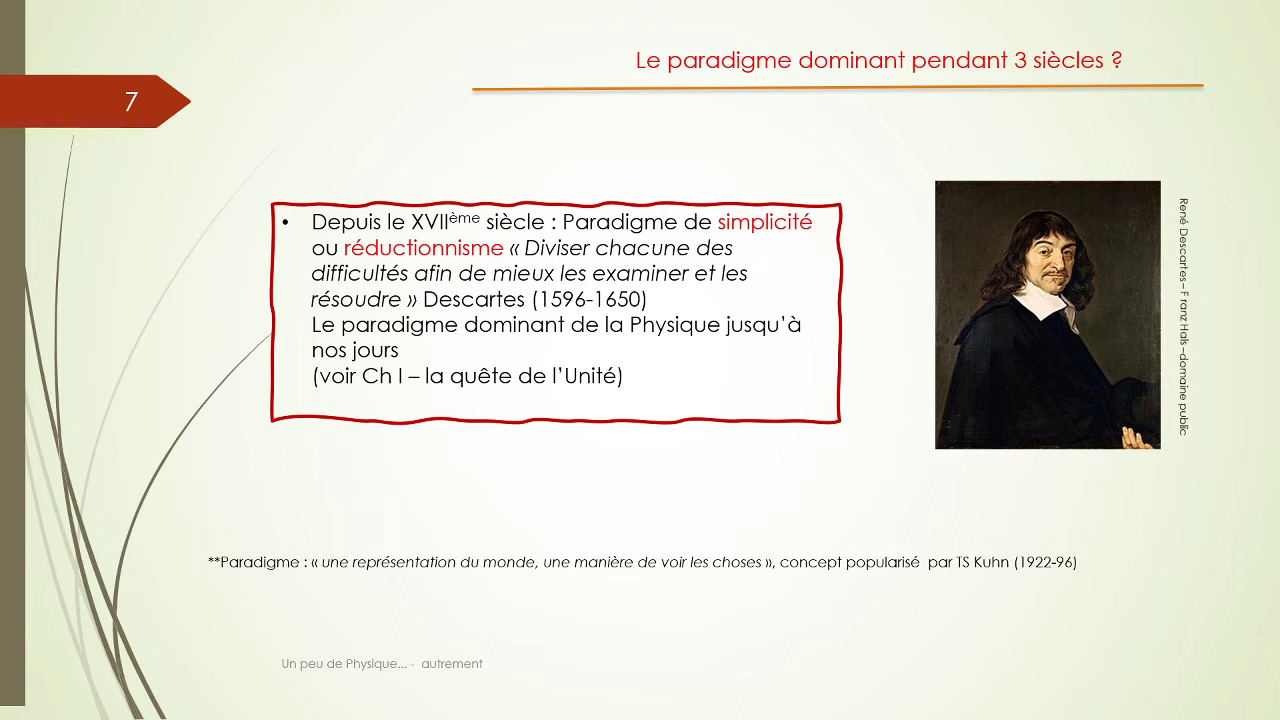 Le paradigme dominant pendant 3 siècles ?
7
• Depuis le XVIIème siècle : Paradigme de simplicité
ou réductionnisme « Diviser chacune des
difficultés afin de mieux les examiner et les
résoudre » Descartes (1596-1650)
Le paradigme dominant de la Physique jusqu’à
nos jours
(voir Ch I – la quête de l’Unité)
René Descartes – F ranz Hals –domaine public
**Paradigme : « une représentation du monde, une manière de voir les choses », concept popularisé par TS Kuhn (1922-96)
Un peu de Physique... - autrement